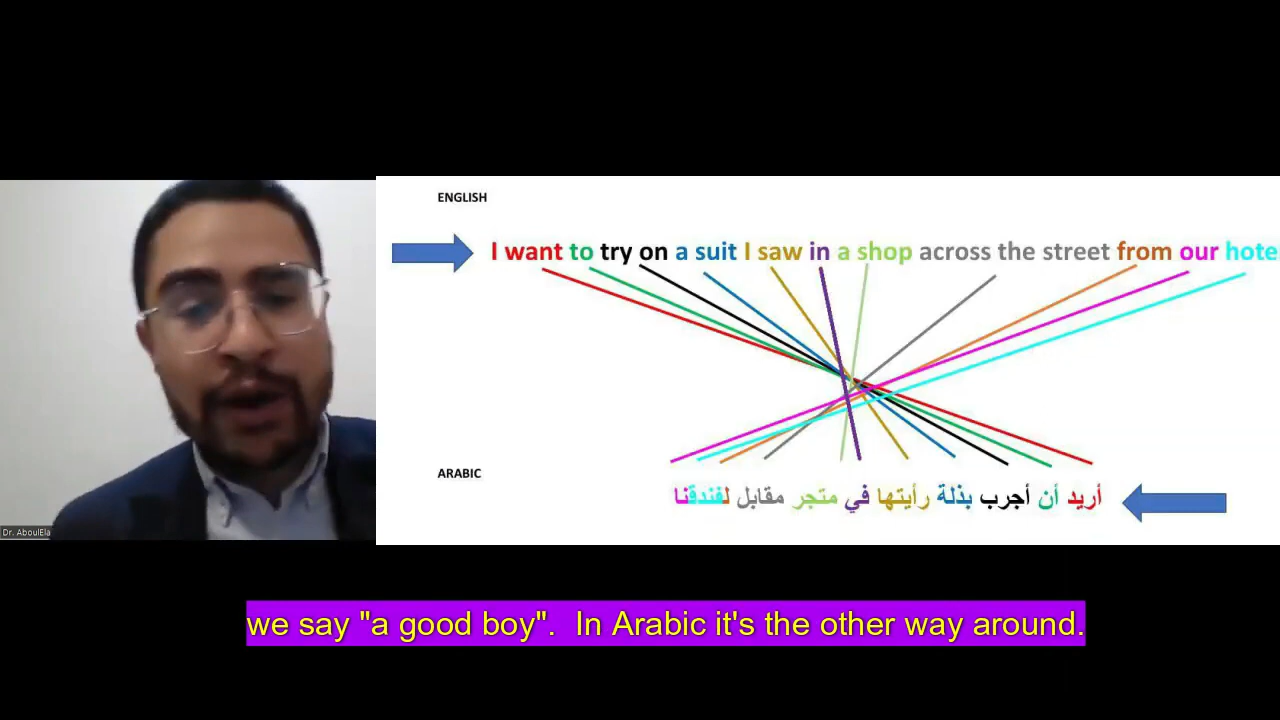 ENGLISH
I want to try on a suit I saw in a shop across the street from our hote
ARABIC
أريد أن أجرب بذلة رأيتها في متجر مقابل لفندقنا
Dr. AboulEla
we say "a good boy". In Arabic it's the other way around.